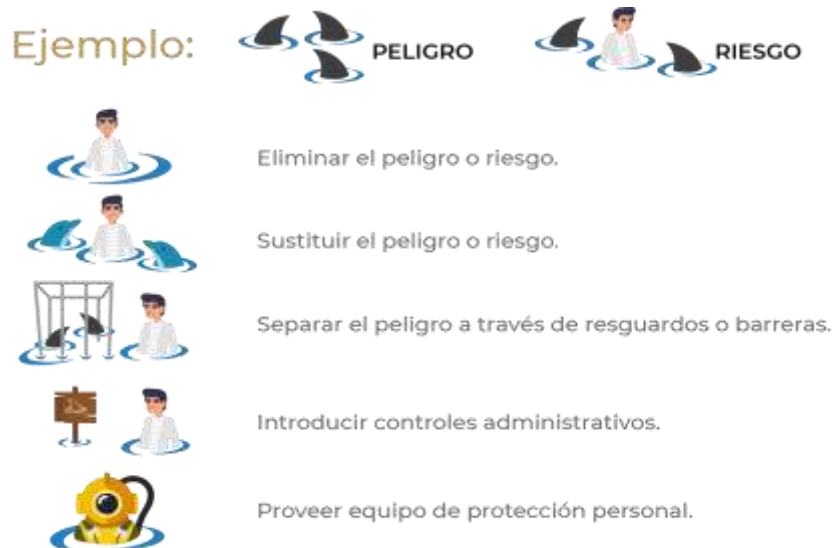 Ejemplo:
PELIGRO
RIESGO
Eliminar el peligro o riesgo.
Sustituir el peligro o riesgo.
Separar el peligro a través de resguardos o barreras.
Introducir controles administrativos.
Proveer equipo de protección personal.